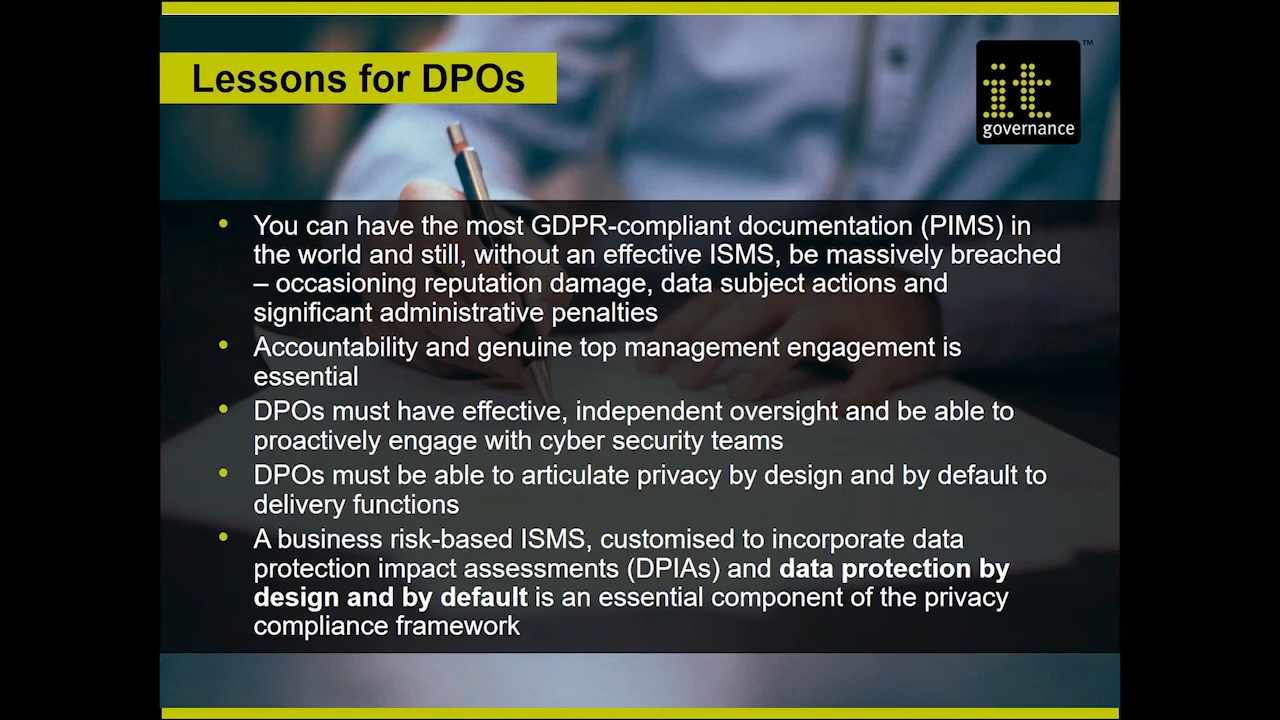 Lessons for DPOs
it
governance
TM
• You can have the most GDPR-compliant documentation (PIMS) in
the world and still, without an effective ISMS, be massively breached
– occasioning reputation damage, data subject actions and
significant administrative penalties
• Accountability and genuine top management engagement is
essential
• DPOs must have effective, independent oversight and be able to
proactively engage with cyber security teams
• DPOs must be able to articulate privacy by design and by default to
delivery functions
• A business risk-based ISMS, customised to incorporate data
protection impact assessments (DPIAs) and data protection by
design and by default is an essential component of the privacy
compliance framework